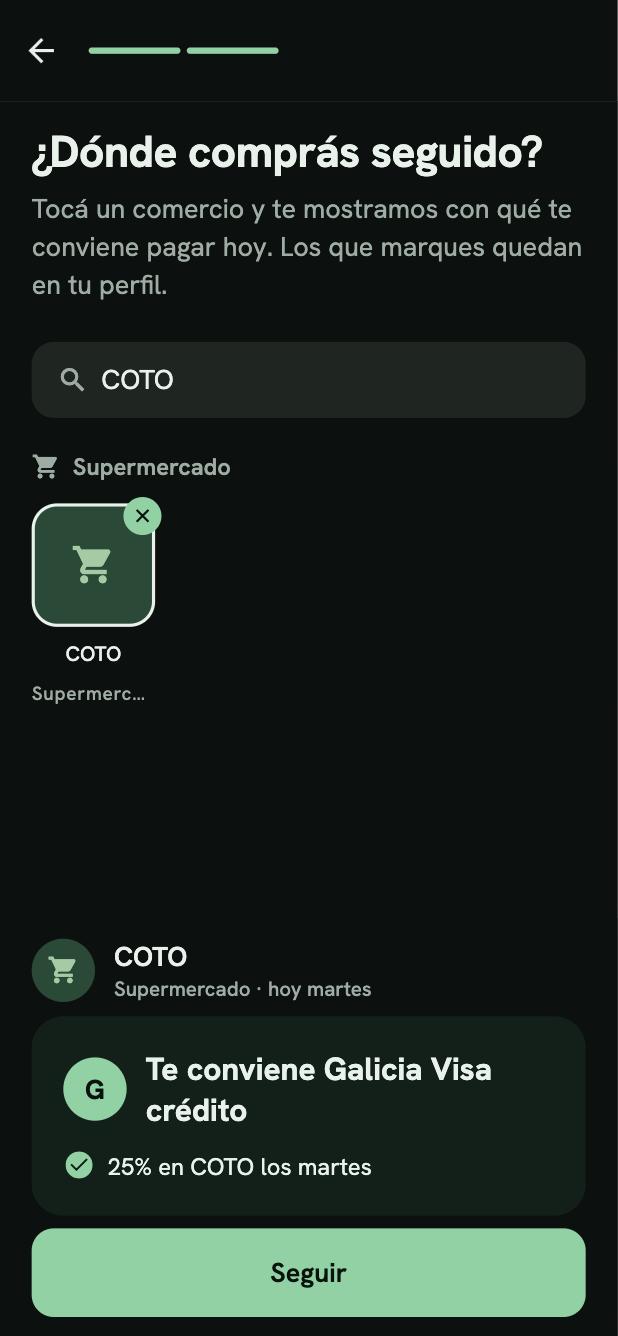 ¿Dónde comprás seguido?
Tocá un comercio y te mostramos con qué te
conviene pagar hoy. Los que marques quedan
en tu perfil.
COTO
Supermercado
COTO
Supermerc...
COTO
Supermercado · hoy martes
G
Te conviene Galicia Visa
crédito
25% en COTO los martes
Seguir